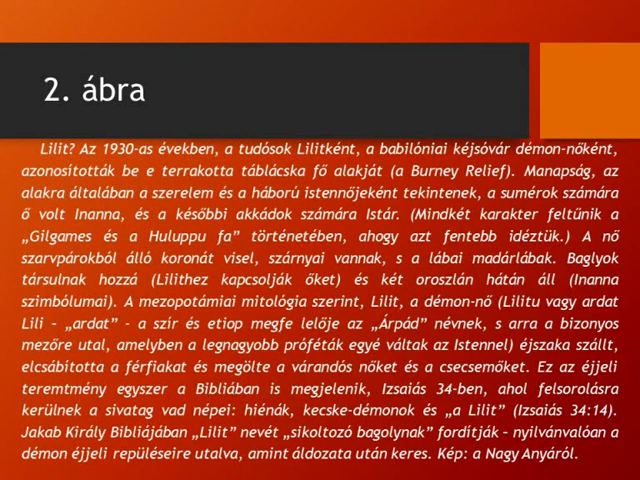 2. ábra
Lilit? Az 1930-as években, a tudósok Lilitként, a babilóniai kéjsóvár démon-nőként,
azonosították be e terrakotta táblácska fő alakját (a Burney Relief). Manapság, az
alakra általában a szerelem és a háború istennőjeként tekintenek, a sumérok számára
ő volt Inanna, és a későbbi akkádok számára Istár. (Mindkét karakter feltűnik a
„Gilgames és a Huluppu fa” történetében, ahogy azt fentebb idéztük.) A nő
szarvpárokból álló koronát visel, szárnyai vannak, s a lábai madárlábak. Baglyok
társulnak hozzá (Lilithez kapcsolják őket) és két oroszlán hátán áll (Inanna
szimbólumai). A mezopotámiai mitológia szerint, Lilit, a démon-nő (Lilitu vagy ardat
Lili – „ardat” - a szír és etiop megfe lelője az „Árpád” névnek, s arra a bizonyos
mezőre utal, amelyben a legnagyobb próféták egyé váltak az Istennel) éjszaka szállt,
elcsábította a férfiakat és megölte a várandós nőket és a csecsemőket. Ez az éjjeli
teremtmény egyszer a Bibliában is megjelenik, Izsaiás 34-ben, ahol felsorolásra
kerülnek a sivatag vad népei: hiénák, kecske-démonok és „a Lilit” (Izsaiás 34:14).
Jakab Király Bibliájában „Lilit” nevét „sikoltozó bagolynak” fordítják – nyilvánvalóan a
démon éjjeli repüléseire utalva, amint áldozata után keres. Kép: a Nagy Anyáról.